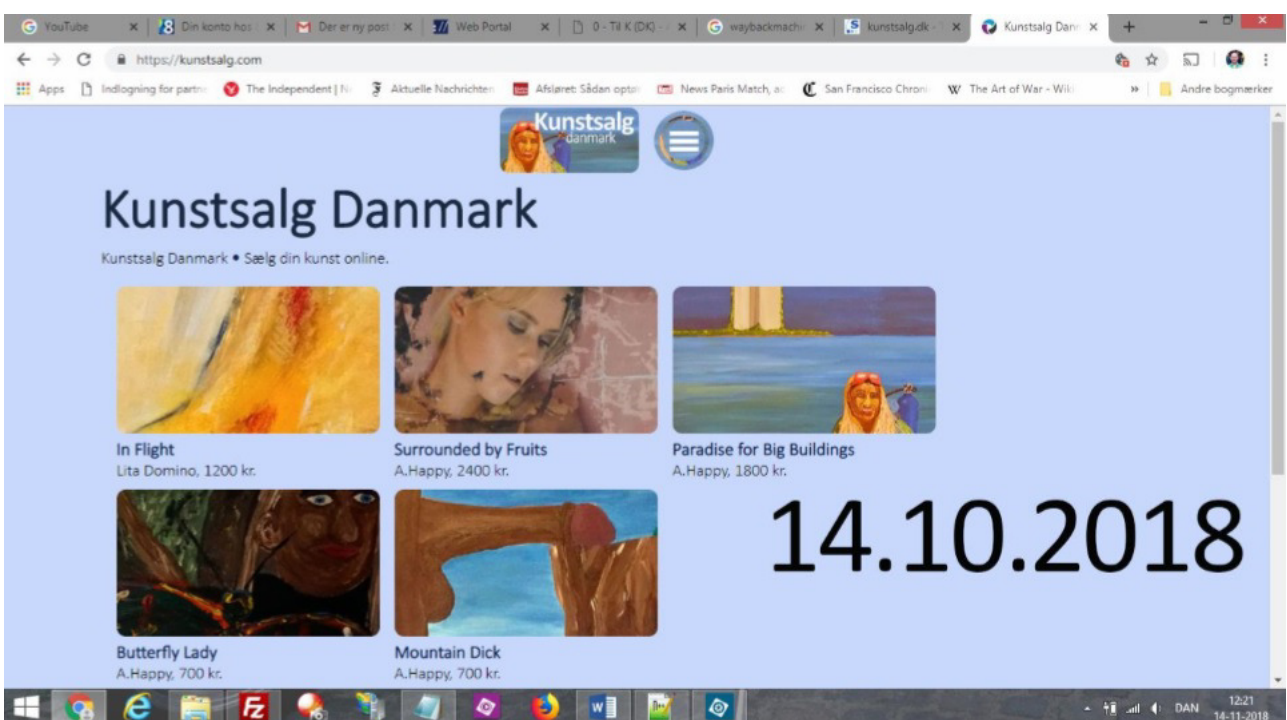 YouTube
Din konto hos
Der er ny post
Web Portal
0 - Til K (DK) -
waybackmachin
kunstsalg.dk -
Kunstsalg Dan
https://kunstsalg.com
Apps
Indlogning for partn
The Independent | N
Aktuelle Nachrichten
Afsløret: Sådan optø
News Paris Match, a
San Francisco Chroni
The Art of War - Wiki
»
Andre bogmærker
Kunstsalg
danmark
Kunstsalg Danmark
Kunstsalg Danmark • Sælg din kunst online.
In Flight
Lita Domino, 1200 kr.
Surrounded by Fruits
A.Happy, 2400 kr.
Paradise for Big Buildings
A.Happy, 1800 kr.
14.10.2018
Butterfly Lady
A.Happy, 700 kr.
Mountain Dick
A.Happy, 700 kr.
DAN
12:21
14-11-2018